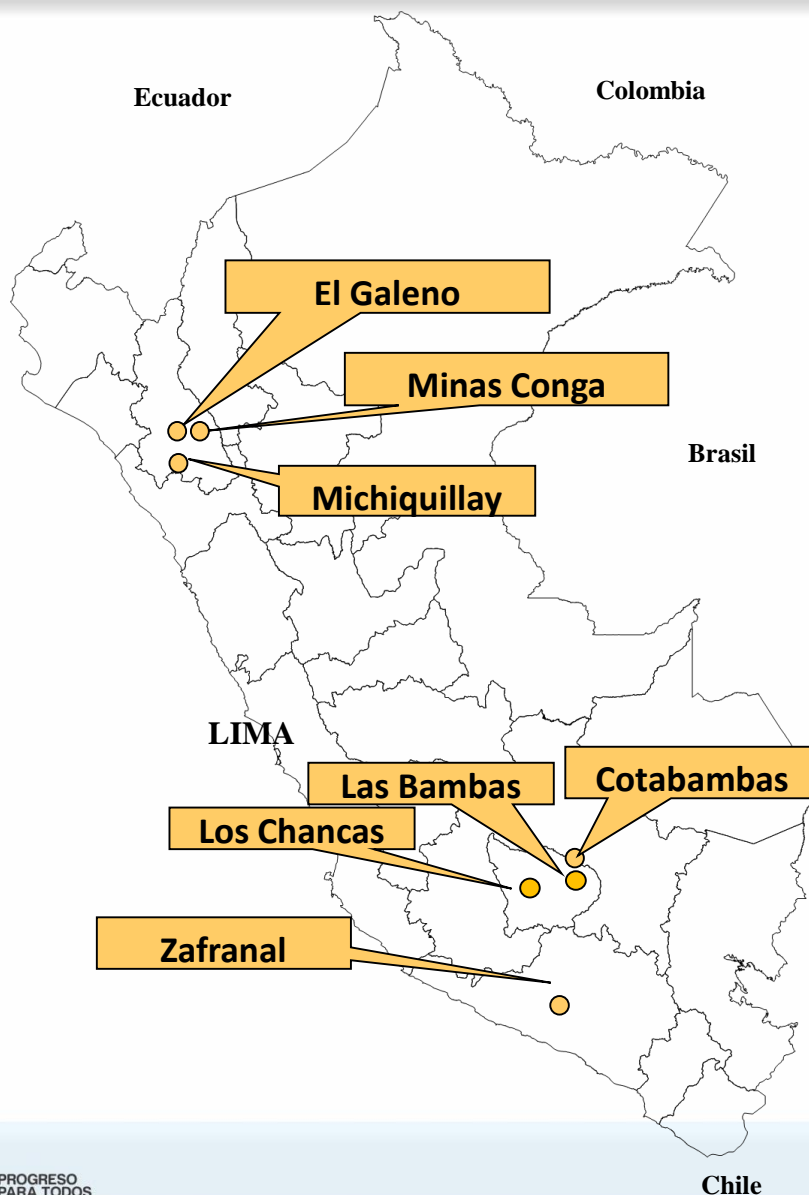 Ecuador
Colombia
El Galeno
Minas Conga
Brasil
Michiquillay
LIMA
Las Bambas
Cotabambas
Los Chancas
Zafranal
PROGRESO
PARA TODOS
Chile